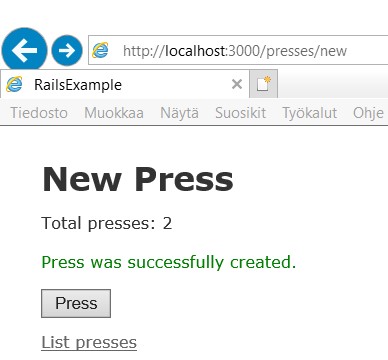 http://localhost:3000/presses/new
RailsExample
Tiedosto Muokkaa Näytä Suosikit Työkalut Ohje
New Press
Total presses: 2
Press was successfully created.
Press
List presses